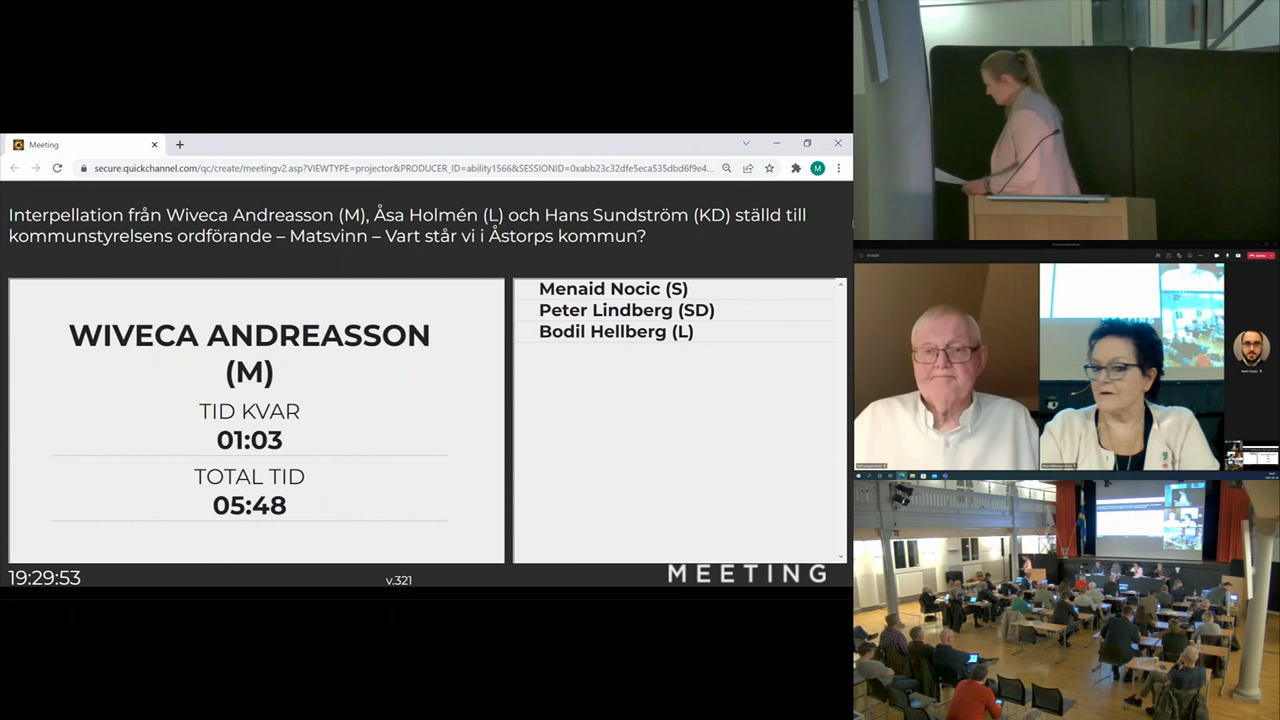 Meeting
secure.quickchannel.com/qc/create/meetingv2.asp?VIEWTYPE=projector&PRODUCER_ID=ability1566&SESSIONID=0xabb23c32dfe5eca535dbd6f9e4...
M
Interpellation från Wiveca Andreasson (M), Åsa Holmén (L) och Hans Sundström (KD) ställd till
kommunstyrelsens ordförande – Matsvinn – Vart står vi i Åstorps kommun?
WIVECA ANDREASSON
(M)
TID KVAR
01:03
TOTAL TID
05:48
Menaid Nocic (S)
Peter Lindberg (SD)
Bodil Hellberg (L)
19:29:53
v.321
MEETING